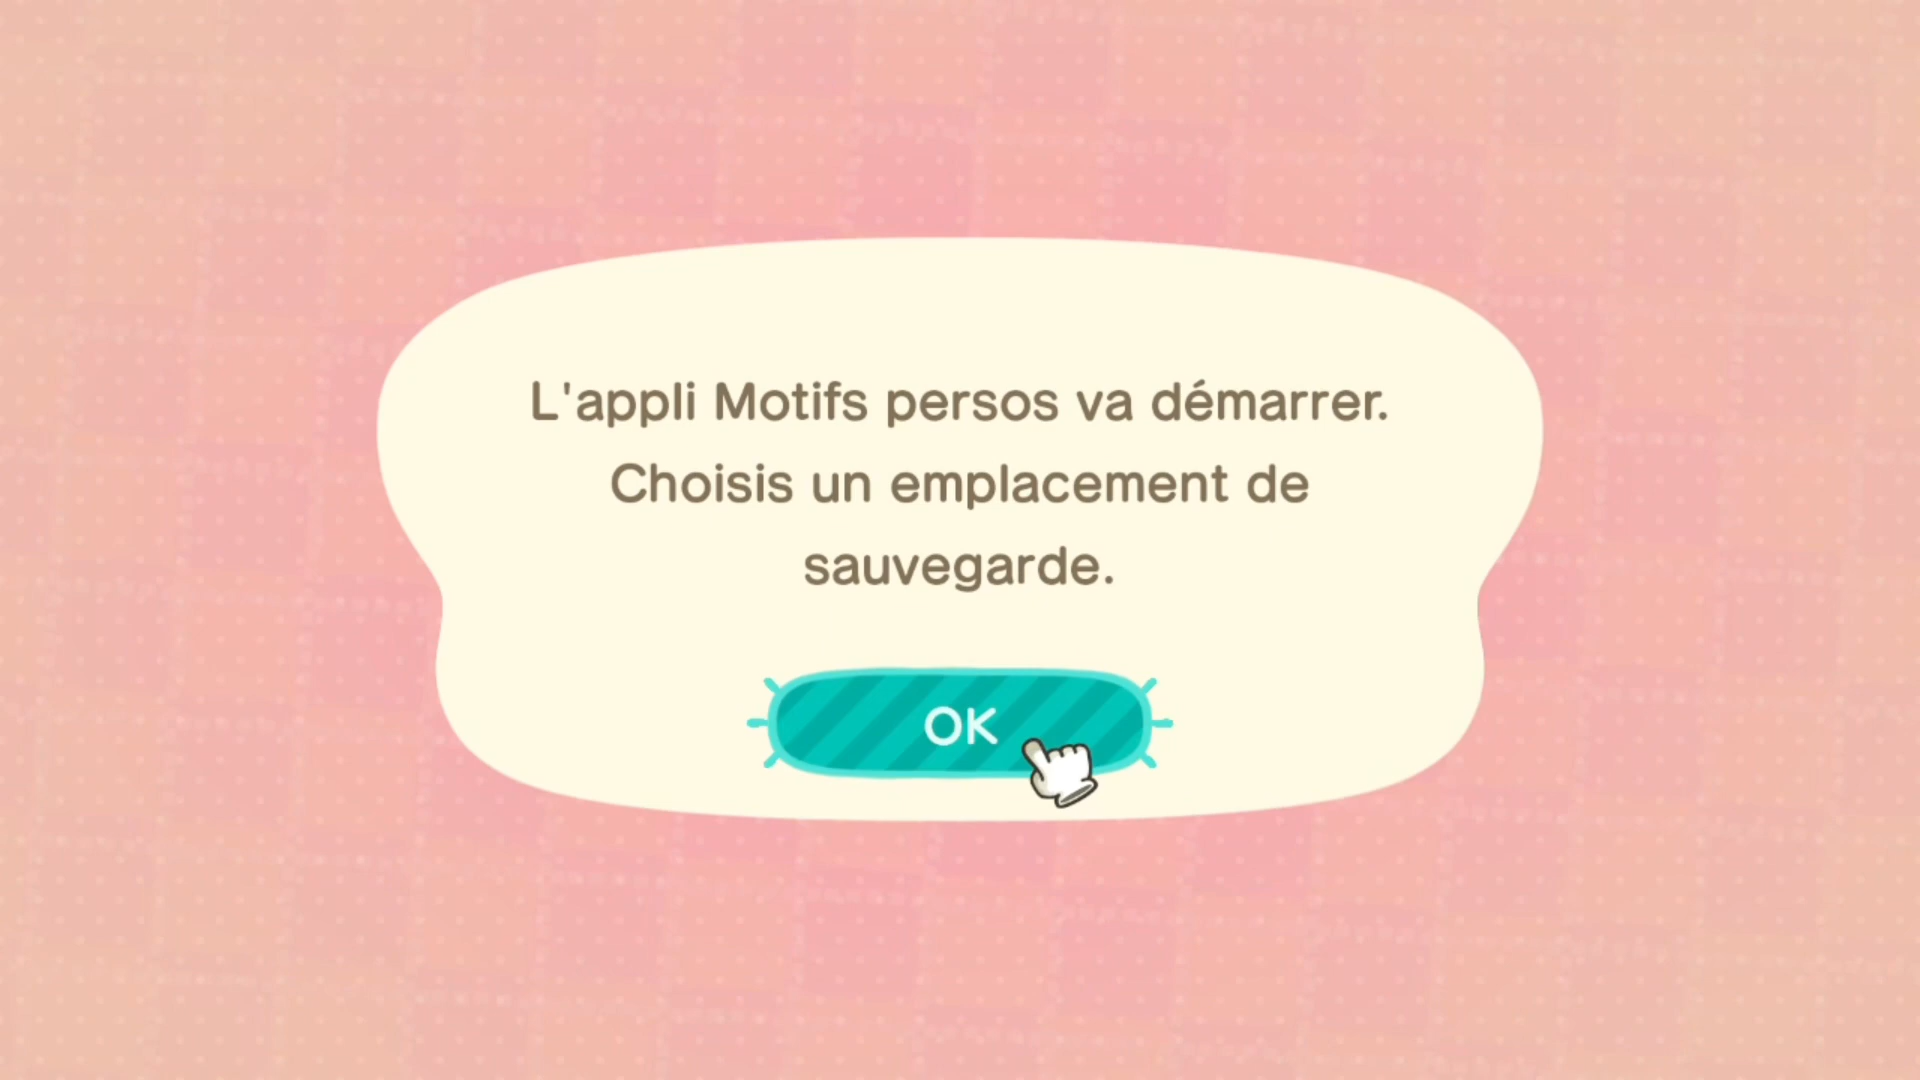 L'appli Motifs persos va démarrer.
Choisis un emplacement de
sauvegarde.
OK